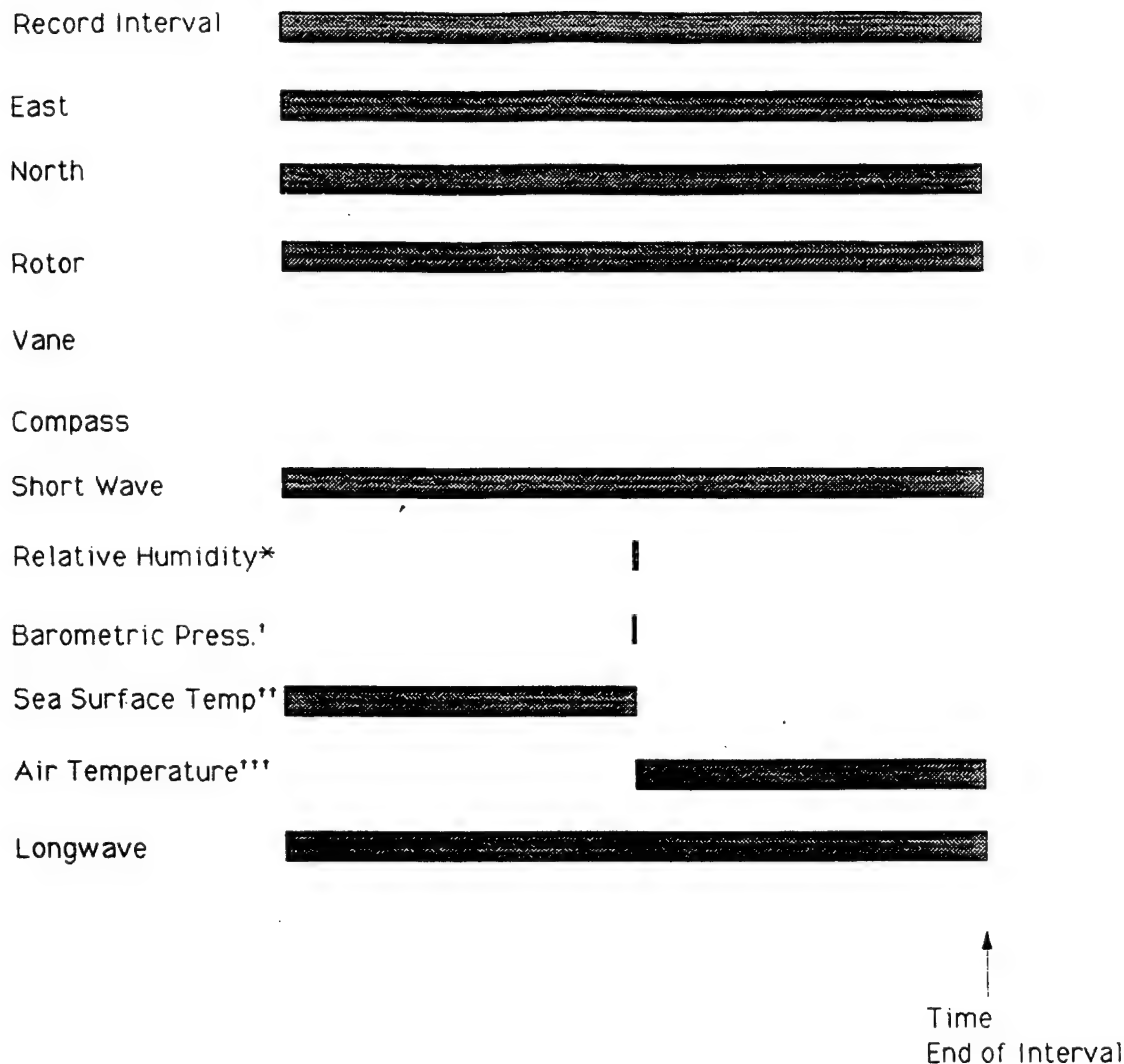 Record Interval
East
North
Rotor
Vane
Compass
Short Wave
Relative Humidity*
Barometric Press.†
Sea Surface Temp††
Air Temperature†††
Longwave
Time
End of Interval